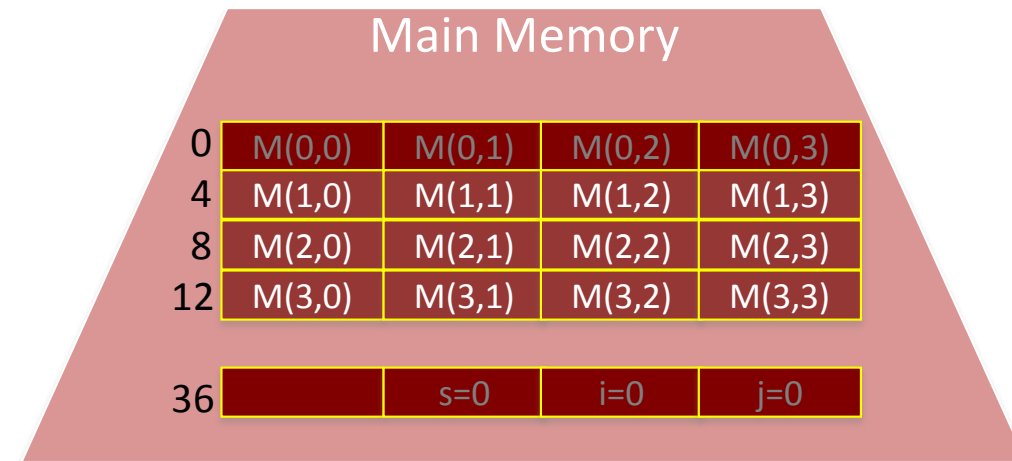 Main Memory
0 M(0,0) M(0,1) M(0,2) M(0,3)
4 M(1,0) M(1,1) M(1,2) M(1,3)
8 M(2,0) M(2,1) M(2,2) M(2,3)
12 M(3,0) M(3,1) M(3,2) M(3,3)
36 s=0 i=0 j=0